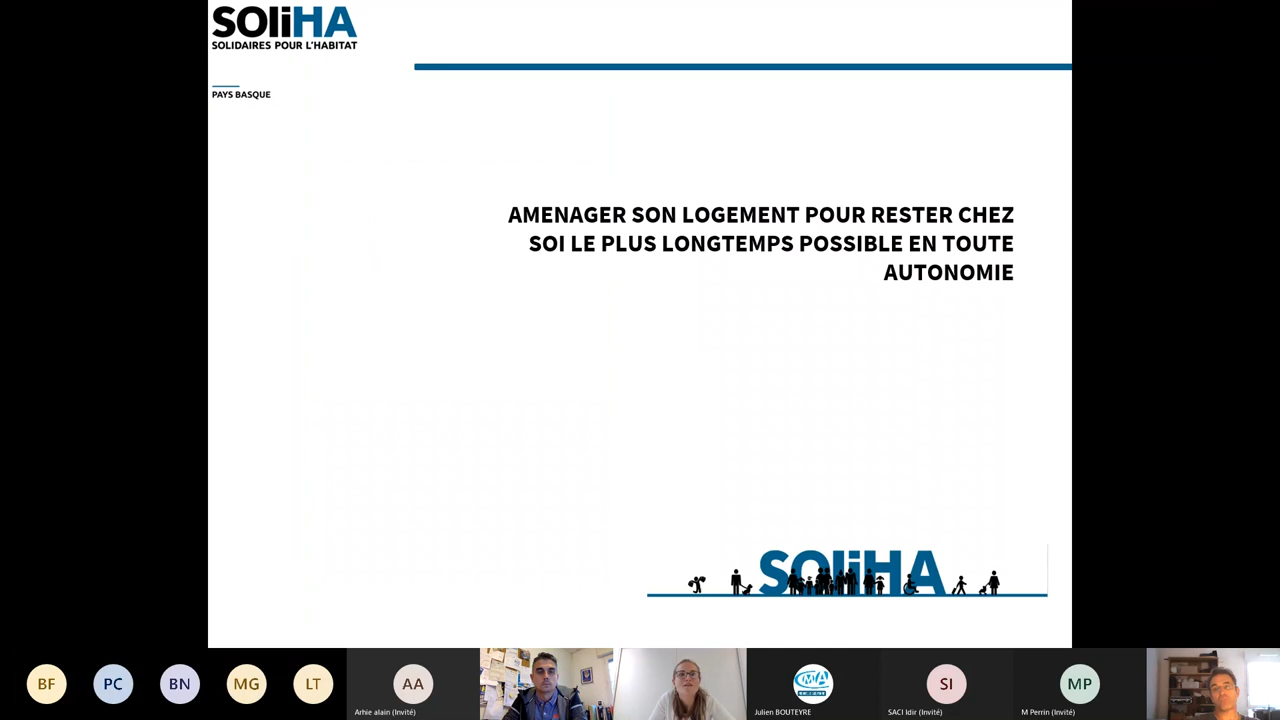 SOliHA
SOLIDAIRES POUR L'HABITAT
PAYS BASQUE
AMENAGER SON LOGEMENT POUR RESTER CHEZ
SOI LE PLUS LONGTEMPS POSSIBLE EN TOUTE
AUTONOMIE
SOliHA
BF
PC
BN
MG
LT
AA
Arhie alain (Invité)
CMA
Julien BOUTEYRE
SI
SACI Idir (Invité)
MP
M Perrin (Invité)